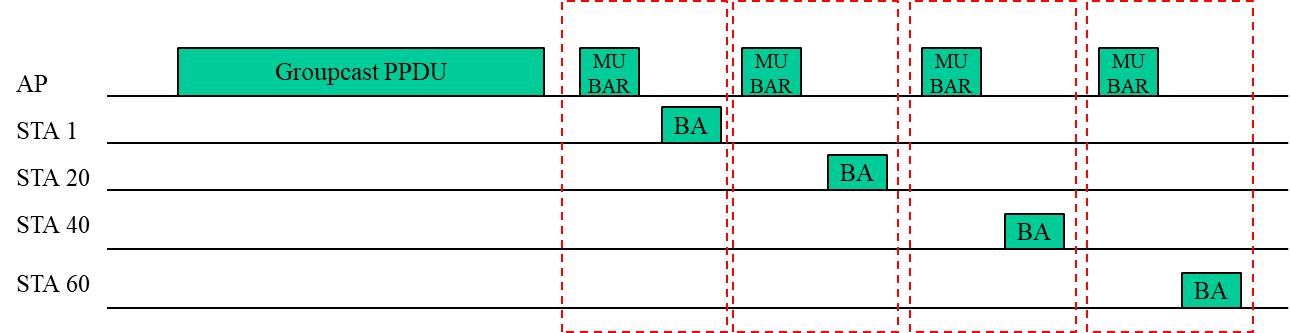 AP
Groupcast PPDU
MU
BAR
MU
BAR
MU
BAR
MU
BAR
STA 1
BA
STA 20
BA
STA 40
BA
STA 60
BA